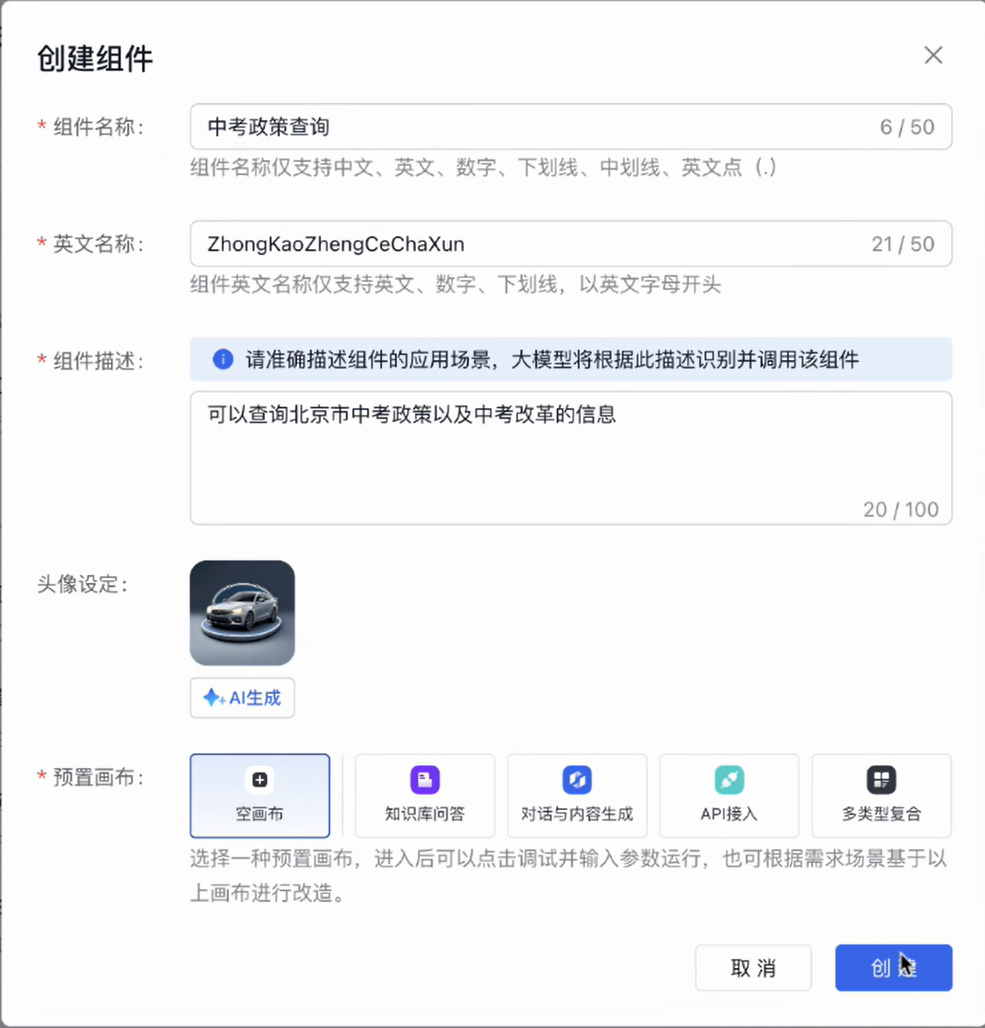 创建组件
* 组件名称：
中考政策查询
6 / 50
组件名称仅支持中文、英文、数字、下划线、中划线、英文点（.）
* 英文名称：
ZhongKaoZhengCeChaXun
21 / 50
组件英文名称仅支持英文、数字、下划线，以英文字母开头
* 组件描述：
请准确描述组件的应用场景，大模型将根据此描述识别并调用该组件
可以查询北京市中考政策以及中考改革的信息
20 / 100
头像设定：
AI生成
* 预置画布：
空画布
知识库问答
对话与内容生成
API接入
多类型复合
选择一种预置画布，进入后可以点击调试并输入参数运行，也可根据需求场景基于以
上画布进行改造。
取消
创建